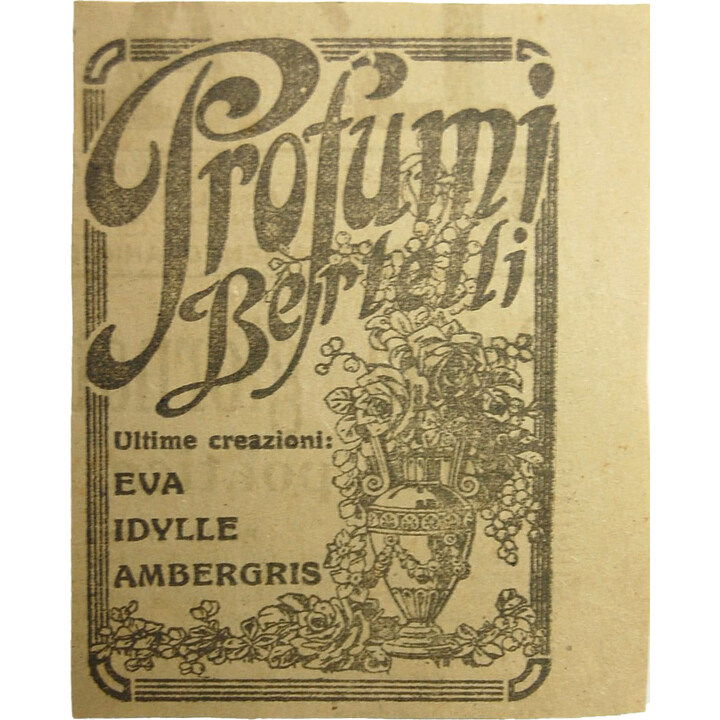 Profumi
Bertelli
Ultime creazioni:
EVA
IDYLLE
AMBERGRIS